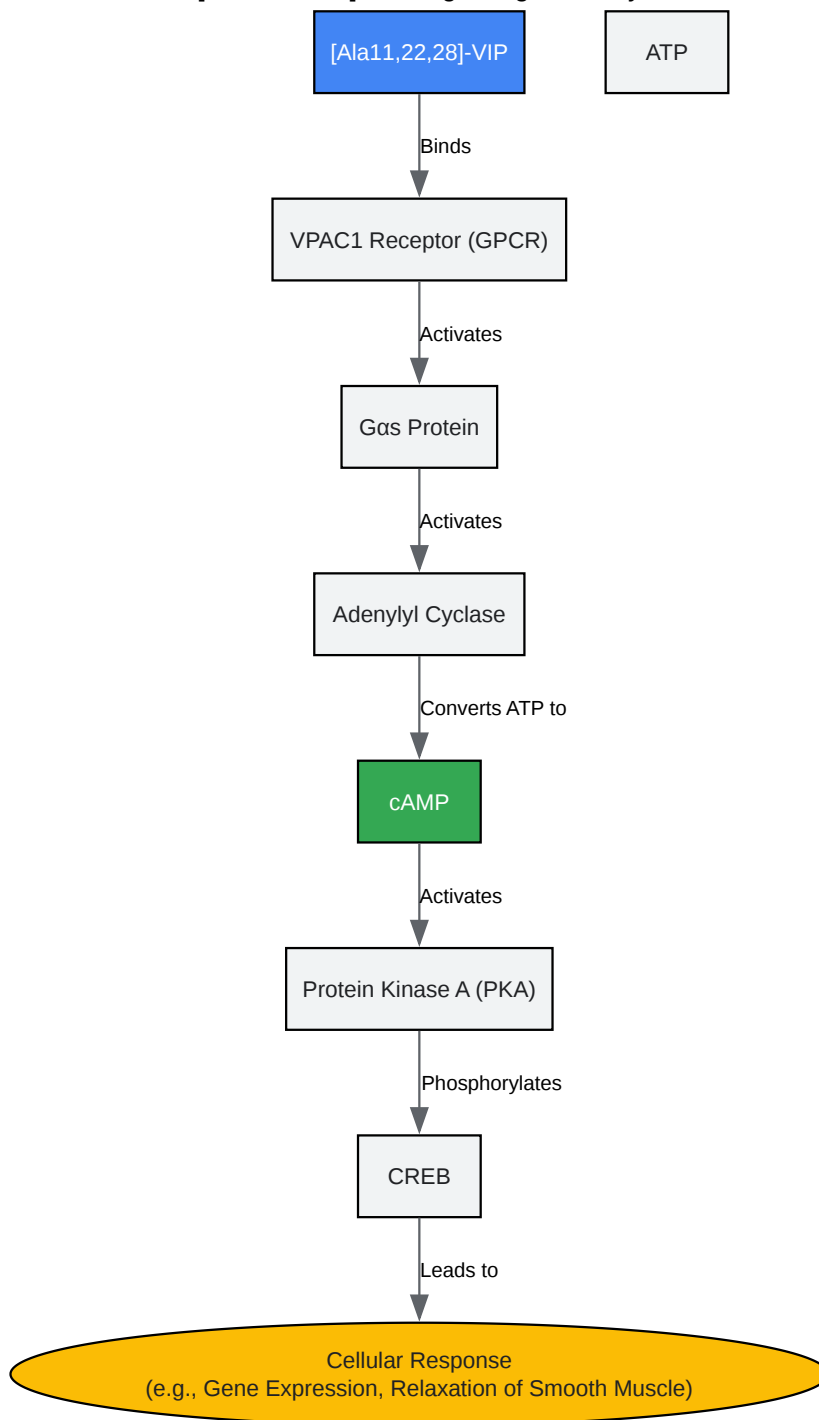 [Ala11,22,28]-VIP
ATP
Binds
VPAC1 Receptor (GPCR)
Activates
Gαs Protein
Activates
Adenylyl Cyclase
Converts ATP to
cAMP
Activates
Protein Kinase A (PKA)
Phosphorylates
CREB
Leads to
Cellular Response
(e.g., Gene Expression, Relaxation of Smooth Muscle)